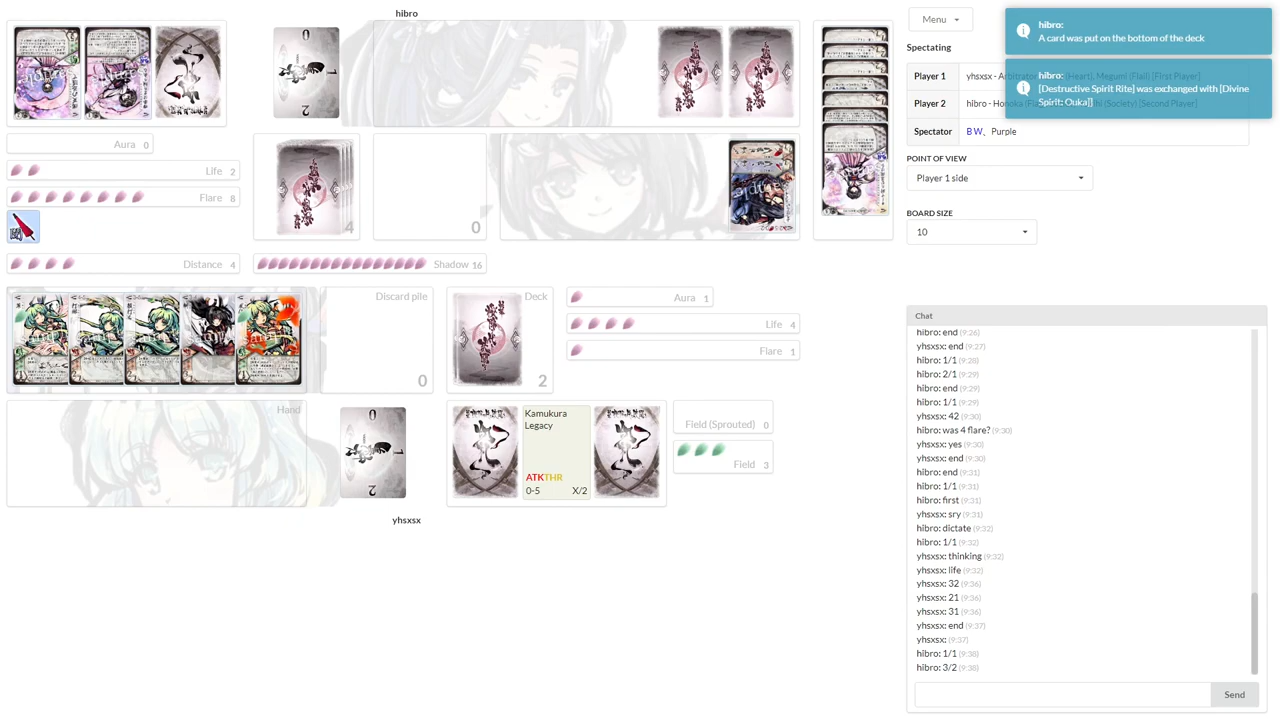 hibro
Aura 0
Life 2
Flare 8
Distance 4
4
0
Shadow 16
Discard pile
0
Deck
2
Aura 1
Life 4
Flare 1
Hand
Kamukura
Legacy
ATKTHR
0-5 X/2
Field (Sprouted) 0
Field 3
yhsxsx
Menu
Spectating
Player 1 yhsxsx - Arbitrator (Heart), Megumi (Flail) [First Player]
Player 2 hibro - (Society) [Second Player]
Spectator B W、Purple
hibro:
A card was put on the bottom of the deck
hibro:
[Destructive Spirit Rite] was exchanged with [Divine
Spirit: Ouka]]
POINT OF VIEW
Player 1 side
BOARD SIZE
10
Chat
hibro: end (9:26)
yhsxsx: end (9:27)
hibro: 1/1 (9:28)
hibro: 2/1 (9:29)
hibro: end (9:29)
hibro: 1/1 (9:29)
yhsxsx: 42 (9:30)
hibro: was 4 flare? (9:30)
yhsxsx: yes (9:30)
yhsxsx: end (9:30)
hibro: end (9:31)
hibro: 1/1 (9:31)
hibro: first (9:31)
yhsxsx: sry (9:31)
hibro: dictate (9:32)
hibro: 1/1 (9:32)
yhsxsx: thinking (9:32)
yhsxsx: life (9:32)
yhsxsx: 32 (9:36)
yhsxsx: 21 (9:36)
yhsxsx: 31 (9:36)
yhsxsx: end (9:37)
yhsxsx: (9:37)
hibro: 1/1 (9:38)
hibro: 3/2 (9:38)
Send